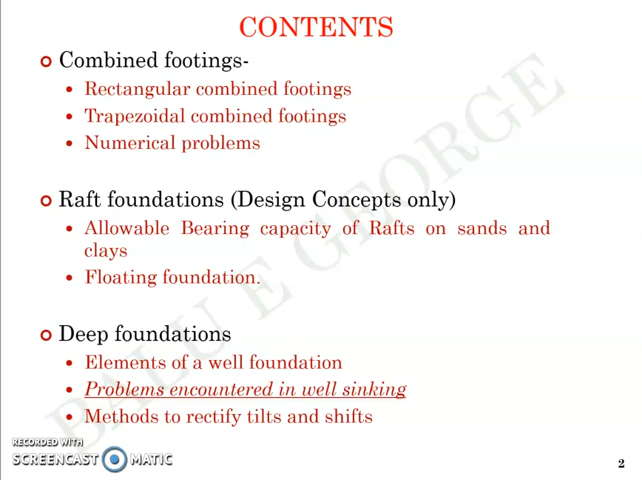 CONTENTS
Combined footings-
Rectangular combined footings
Trapezoidal combined footings
Numerical problems
Raft foundations (Design Concepts only)
Allowable Bearing capacity of Rafts on sands and
clays
Floating foundation.
Deep foundations
Elements of a well foundation
Problems encountered in well sinking
Methods to rectify tilts and shifts
BALU E GEORGE
RECORDED WITH
SCREENCAST MATIC
2